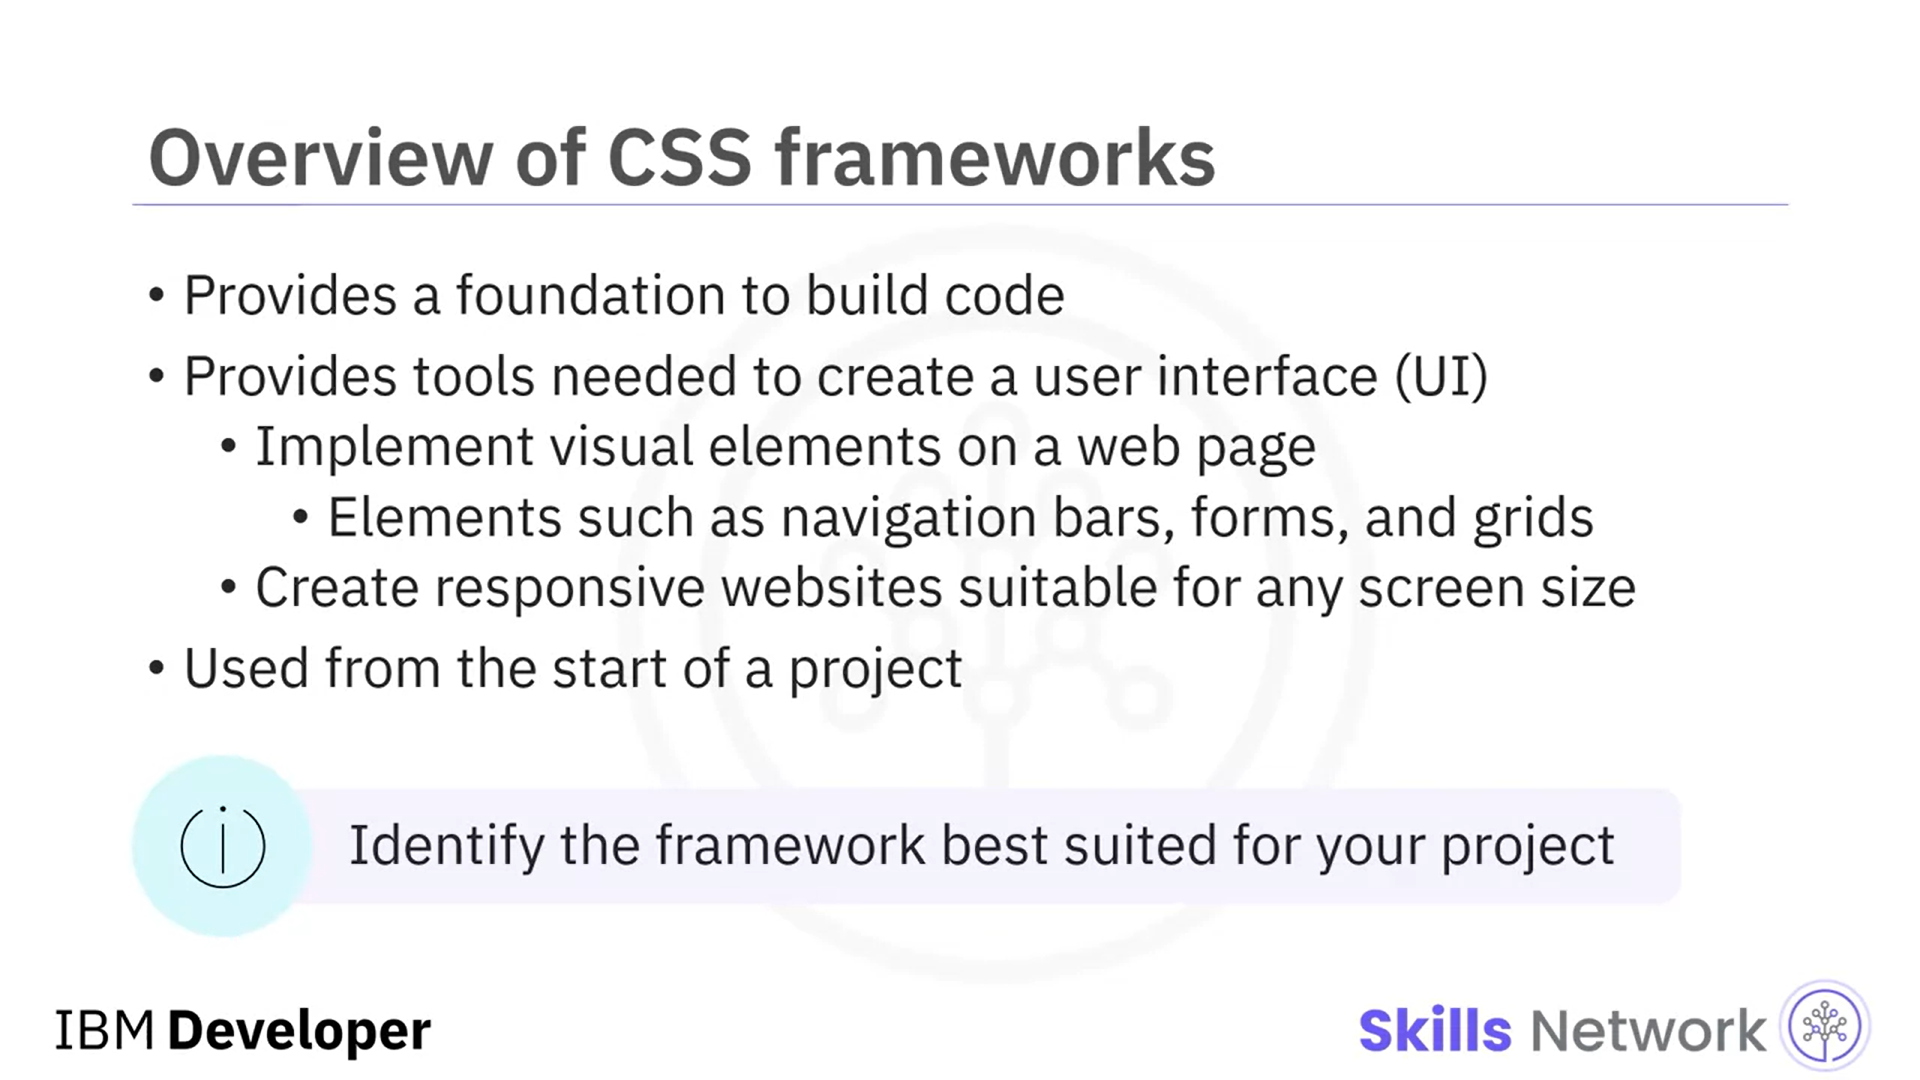 Overview of CSS frameworks
• Provides a foundation to build code
• Provides tools needed to create a user interface (UI)
• Implement visual elements on a web page
• Elements such as navigation bars, forms, and grids
• Create responsive websites suitable for any screen size
• Used from the start of a project
Identify the framework best suited for your project
IBM Developer
Skills Network